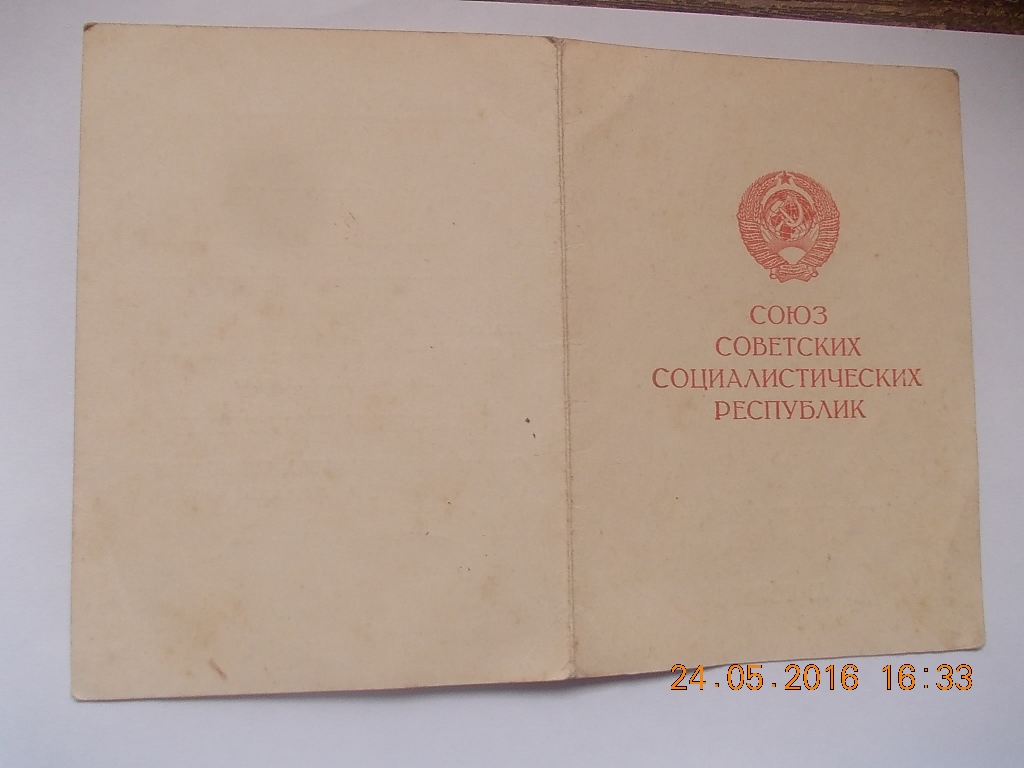 СОЮЗ
СОВЕТСКИХ
СОЦИАЛИСТИЧЕСКИХ
РЕСПУБЛИК
24.05.2016 16:33